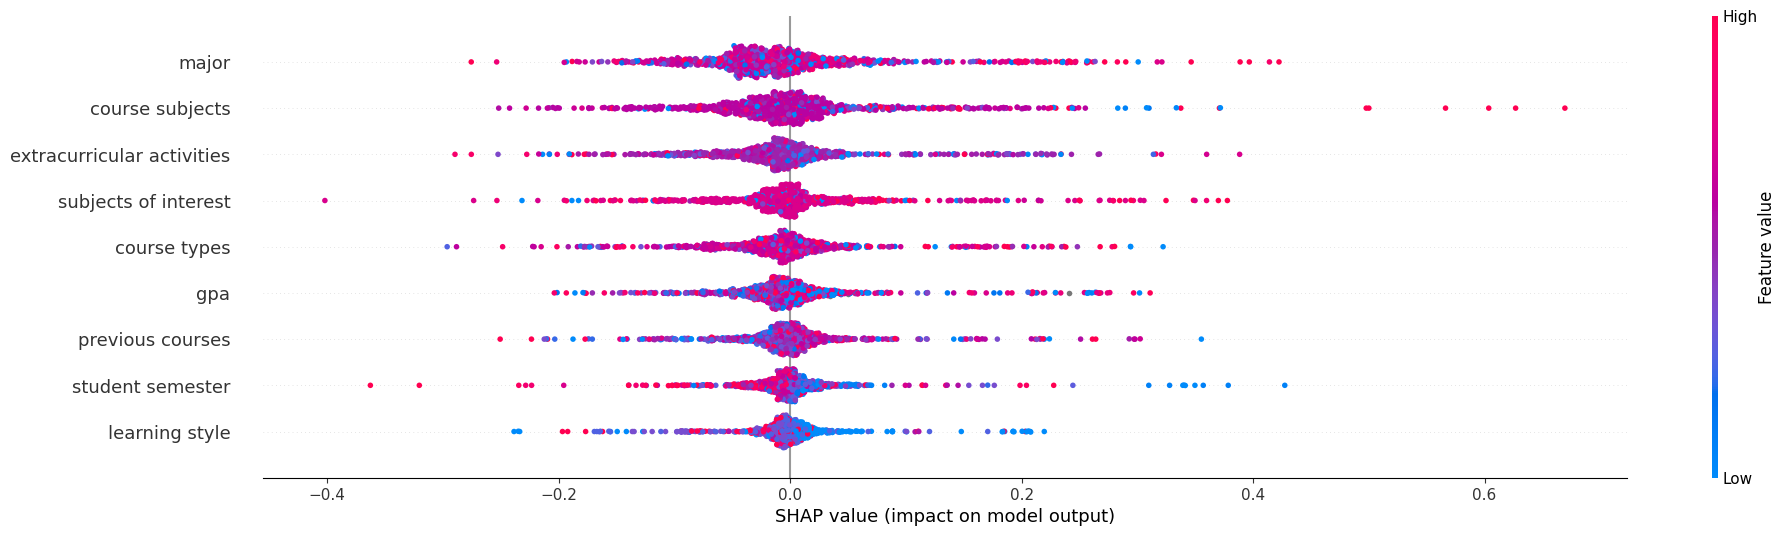 High
major
course subjects
extracurricular activities
subjects of interest
course types
gpa
previous courses
student semester
learning style
Feature value
Low
−0.4 −0.2 0.0 0.2 0.4 0.6
SHAP value (impact on model output)